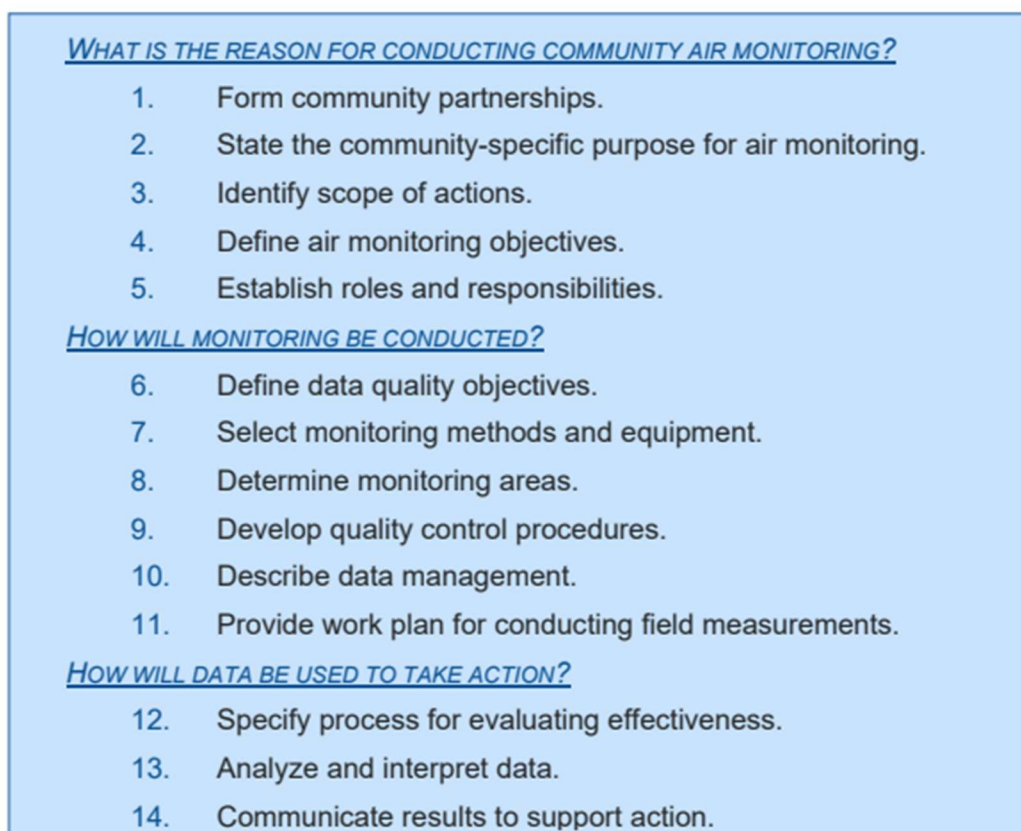 WHAT IS THE REASON FOR CONDUCTING COMMUNITY AIR MONITORING?
1. Form community partnerships.
2. State the community-specific purpose for air monitoring.
3. Identify scope of actions.
4. Define air monitoring objectives.
5. Establish roles and responsibilities.
HOW WILL MONITORING BE CONDUCTED?
6. Define data quality objectives.
7. Select monitoring methods and equipment.
8. Determine monitoring areas.
9. Develop quality control procedures.
10. Describe data management.
11. Provide work plan for conducting field measurements.
HOW WILL DATA BE USED TO TAKE ACTION?
12. Specify process for evaluating effectiveness.
13. Analyze and interpret data.
14. Communicate results to support action.